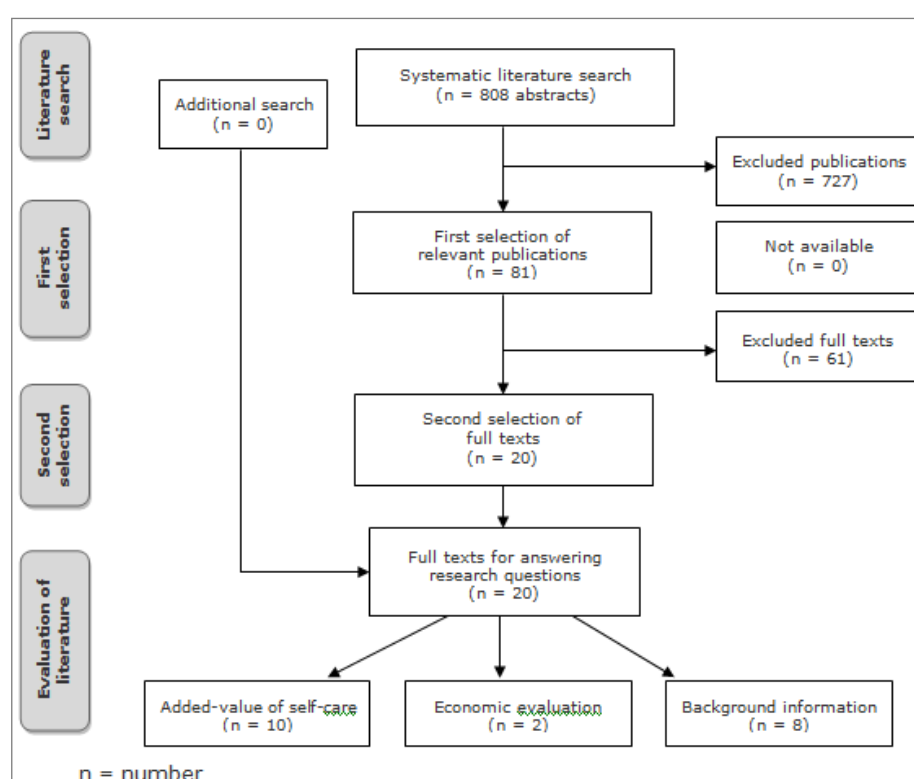 Literature
search
Additional search
(n = 0)
Systematic literature search
(n = 808 abstracts)
Excluded publications
(n = 727)
First
selection
First selection of
relevant publications
(n = 81)
Not available
(n = 0)
Excluded full texts
(n = 61)
Second
selection
Second selection of
full texts
(n = 20)
Evaluation of
literature
Full texts for answering
research questions
(n = 20)
Added-value of self-care
(n = 10)
Economic evaluation
(n = 2)
Background information
(n = 8)
n = number